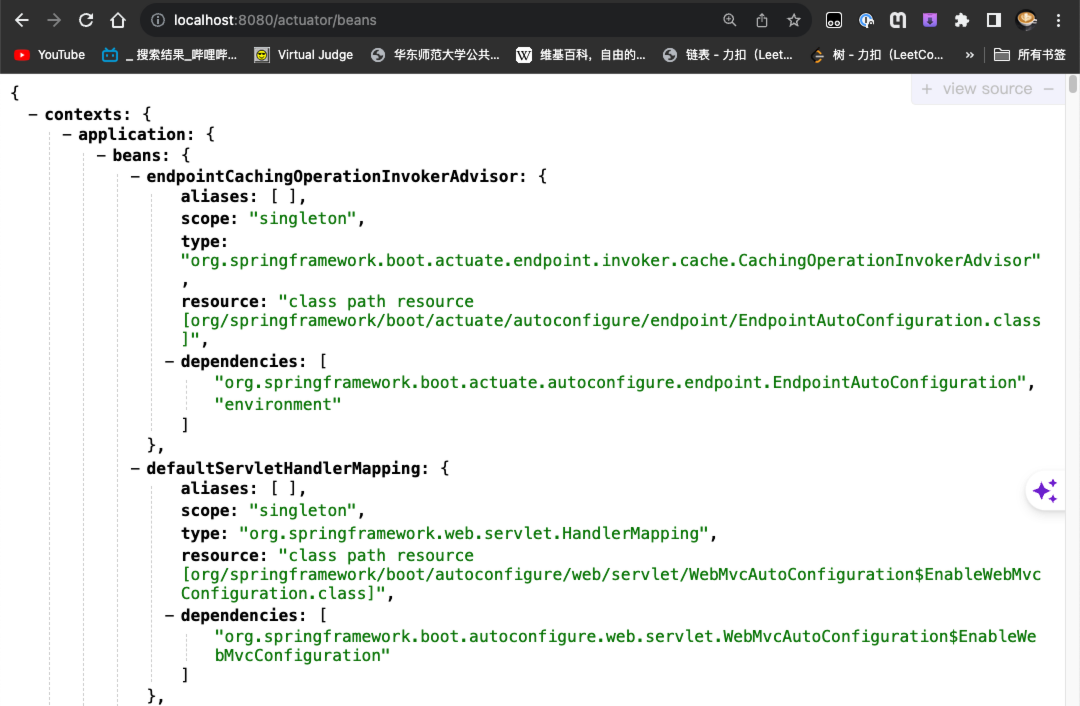 localhost:8080/actuator/beans
YouTube _搜索结果_哔哩哔... Virtual Judge 华东师范大学公共... 维基百科，自由的... 链表 - 力扣（Leet... 树 - 力扣（LeetCo... » 所有书签
+ view source −
{
− contexts: {
− application: {
− beans: {
− endpointCachingOperationInvokerAdvisor: {
aliases: [ ],
scope: "singleton",
type:
"org.springframework.boot.actuate.endpoint.invoker.cache.CachingOperationInvokerAdvisor"
,
resource: "class path resource
[org/springframework/boot/actuate/autoconfigure/endpoint/EndpointAutoConfiguration.class
]",
− dependencies: [
"org.springframework.boot.actuate.autoconfigure.endpoint.EndpointAutoConfiguration",
"environment"
]
},
− defaultServletHandlerMapping: {
aliases: [ ],
scope: "singleton",
type: "org.springframework.web.servlet.HandlerMapping",
resource: "class path resource
[org/springframework/boot/autoconfigure/web/servlet/WebMvcAutoConfiguration$EnableWebMvc
Configuration.class]",
− dependencies: [
"org.springframework.boot.autoconfigure.web.servlet.WebMvcAutoConfiguration$EnableWe
bMvcConfiguration"
]
},